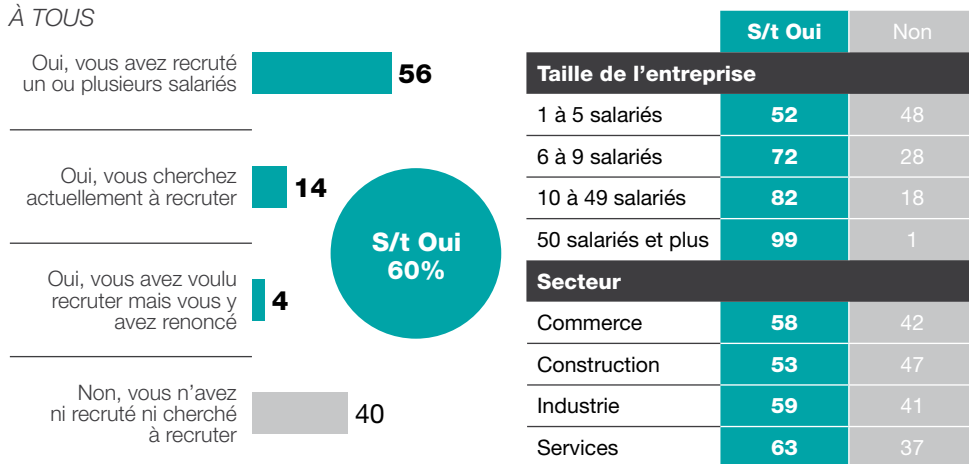 À TOUS
Oui, vous avez recruté
un ou plusieurs salariés
56
Oui, vous cherchez
actuellement à recruter
14
Oui, vous avez voulu
recruter mais vous y
avez renoncé
4
Non, vous n’avez
ni recruté ni cherché
à recruter
40
S/t Oui
60%
S/t Oui Non
Taille de l’entreprise
1 à 5 salariés 52 48
6 à 9 salariés 72 28
10 à 49 salariés 82 18
50 salariés et plus 99 1
Secteur
Commerce 58 42
Construction 53 47
Industrie 59 41
Services 63 37